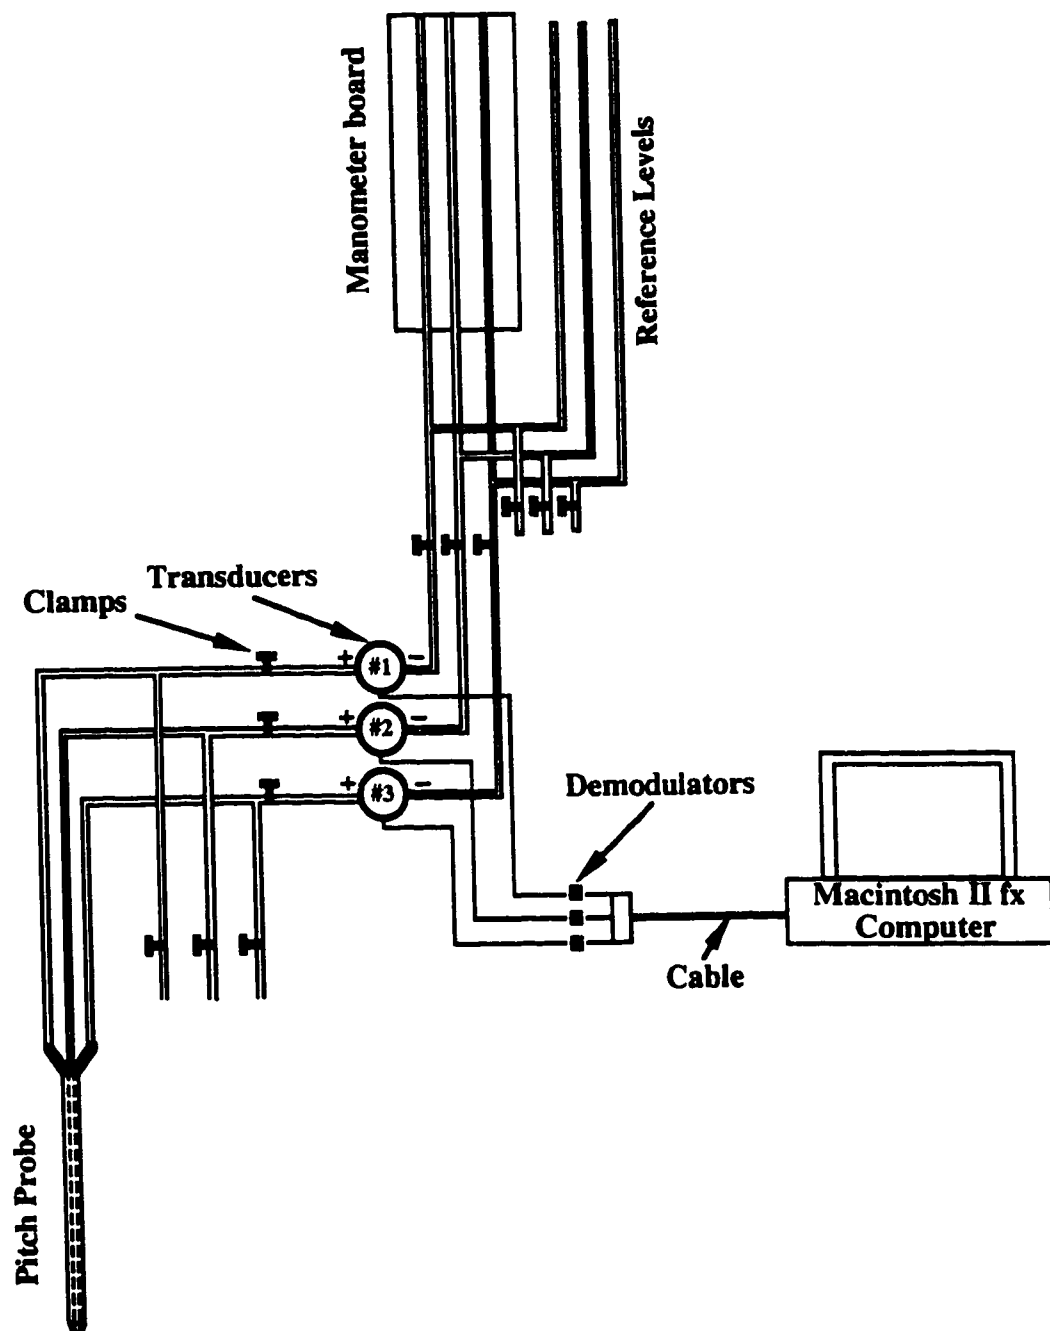 Manometer board
Reference Levels
Transducers
Clamps
+ #1 −
+ #2 −
+ #3 −
Demodulators
Macintosh II fx
Computer
Cable
Pitch Probe